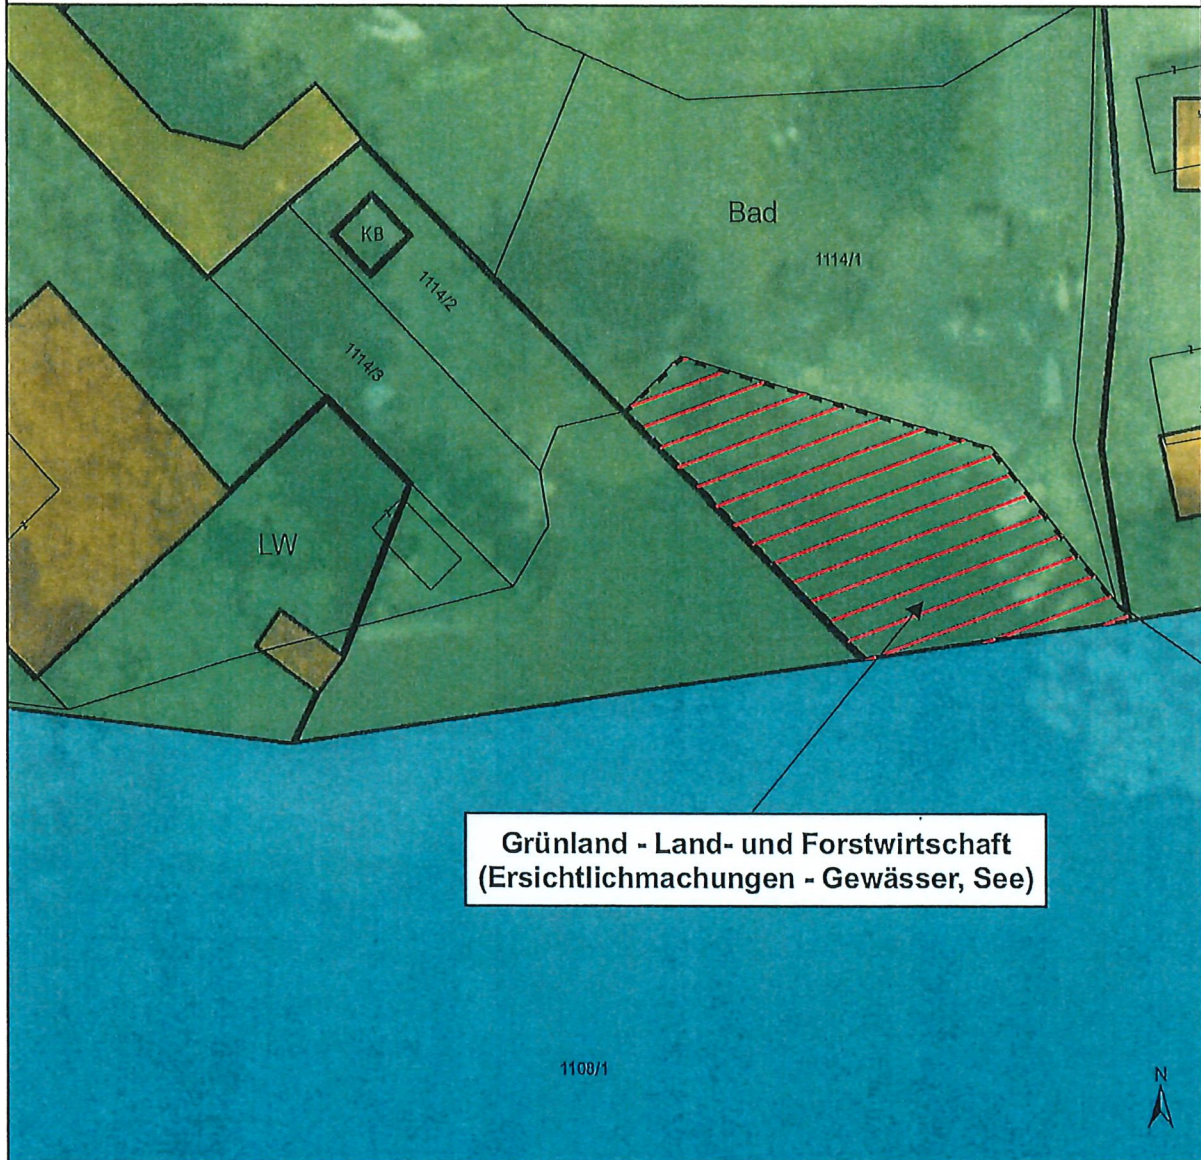 Bad
1114/1
KB
1114/2
1114/3
LW
Grünland - Land- und Forstwirtschaft
(Ersichtlichmachungen - Gewässer, See)
1108/1
N